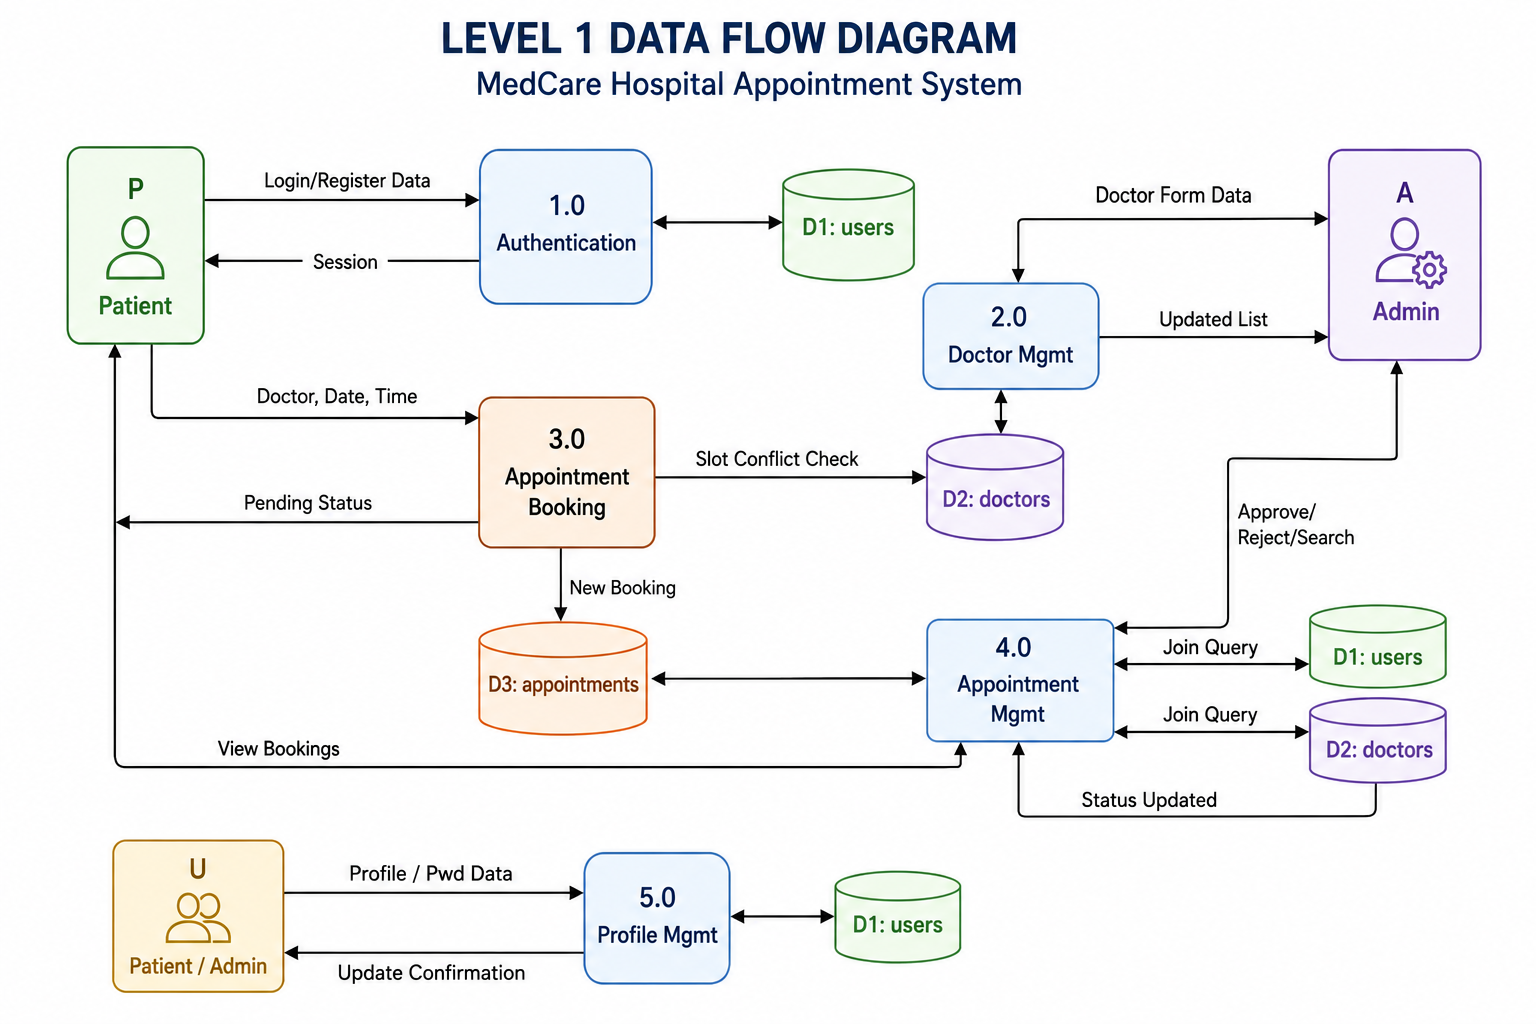 LEVEL 1 DATA FLOW DIAGRAM
MedCare Hospital Appointment System
P
Patient
Login/Register Data
Session
1.0
Authentication
D1: users
Doctor Form Data
A
Admin
2.0
Doctor Mgmt
Updated List
Doctor, Date, Time
3.0
Appointment
Booking
Slot Conflict Check
D2: doctors
Pending Status
Approve/
Reject/Search
New Booking
D3: appointments
4.0
Appointment
Mgmt
Join Query
D1: users
Join Query
D2: doctors
View Bookings
Status Updated
U
Patient / Admin
Profile / Pwd Data
Update Confirmation
5.0
Profile Mgmt
D1: users